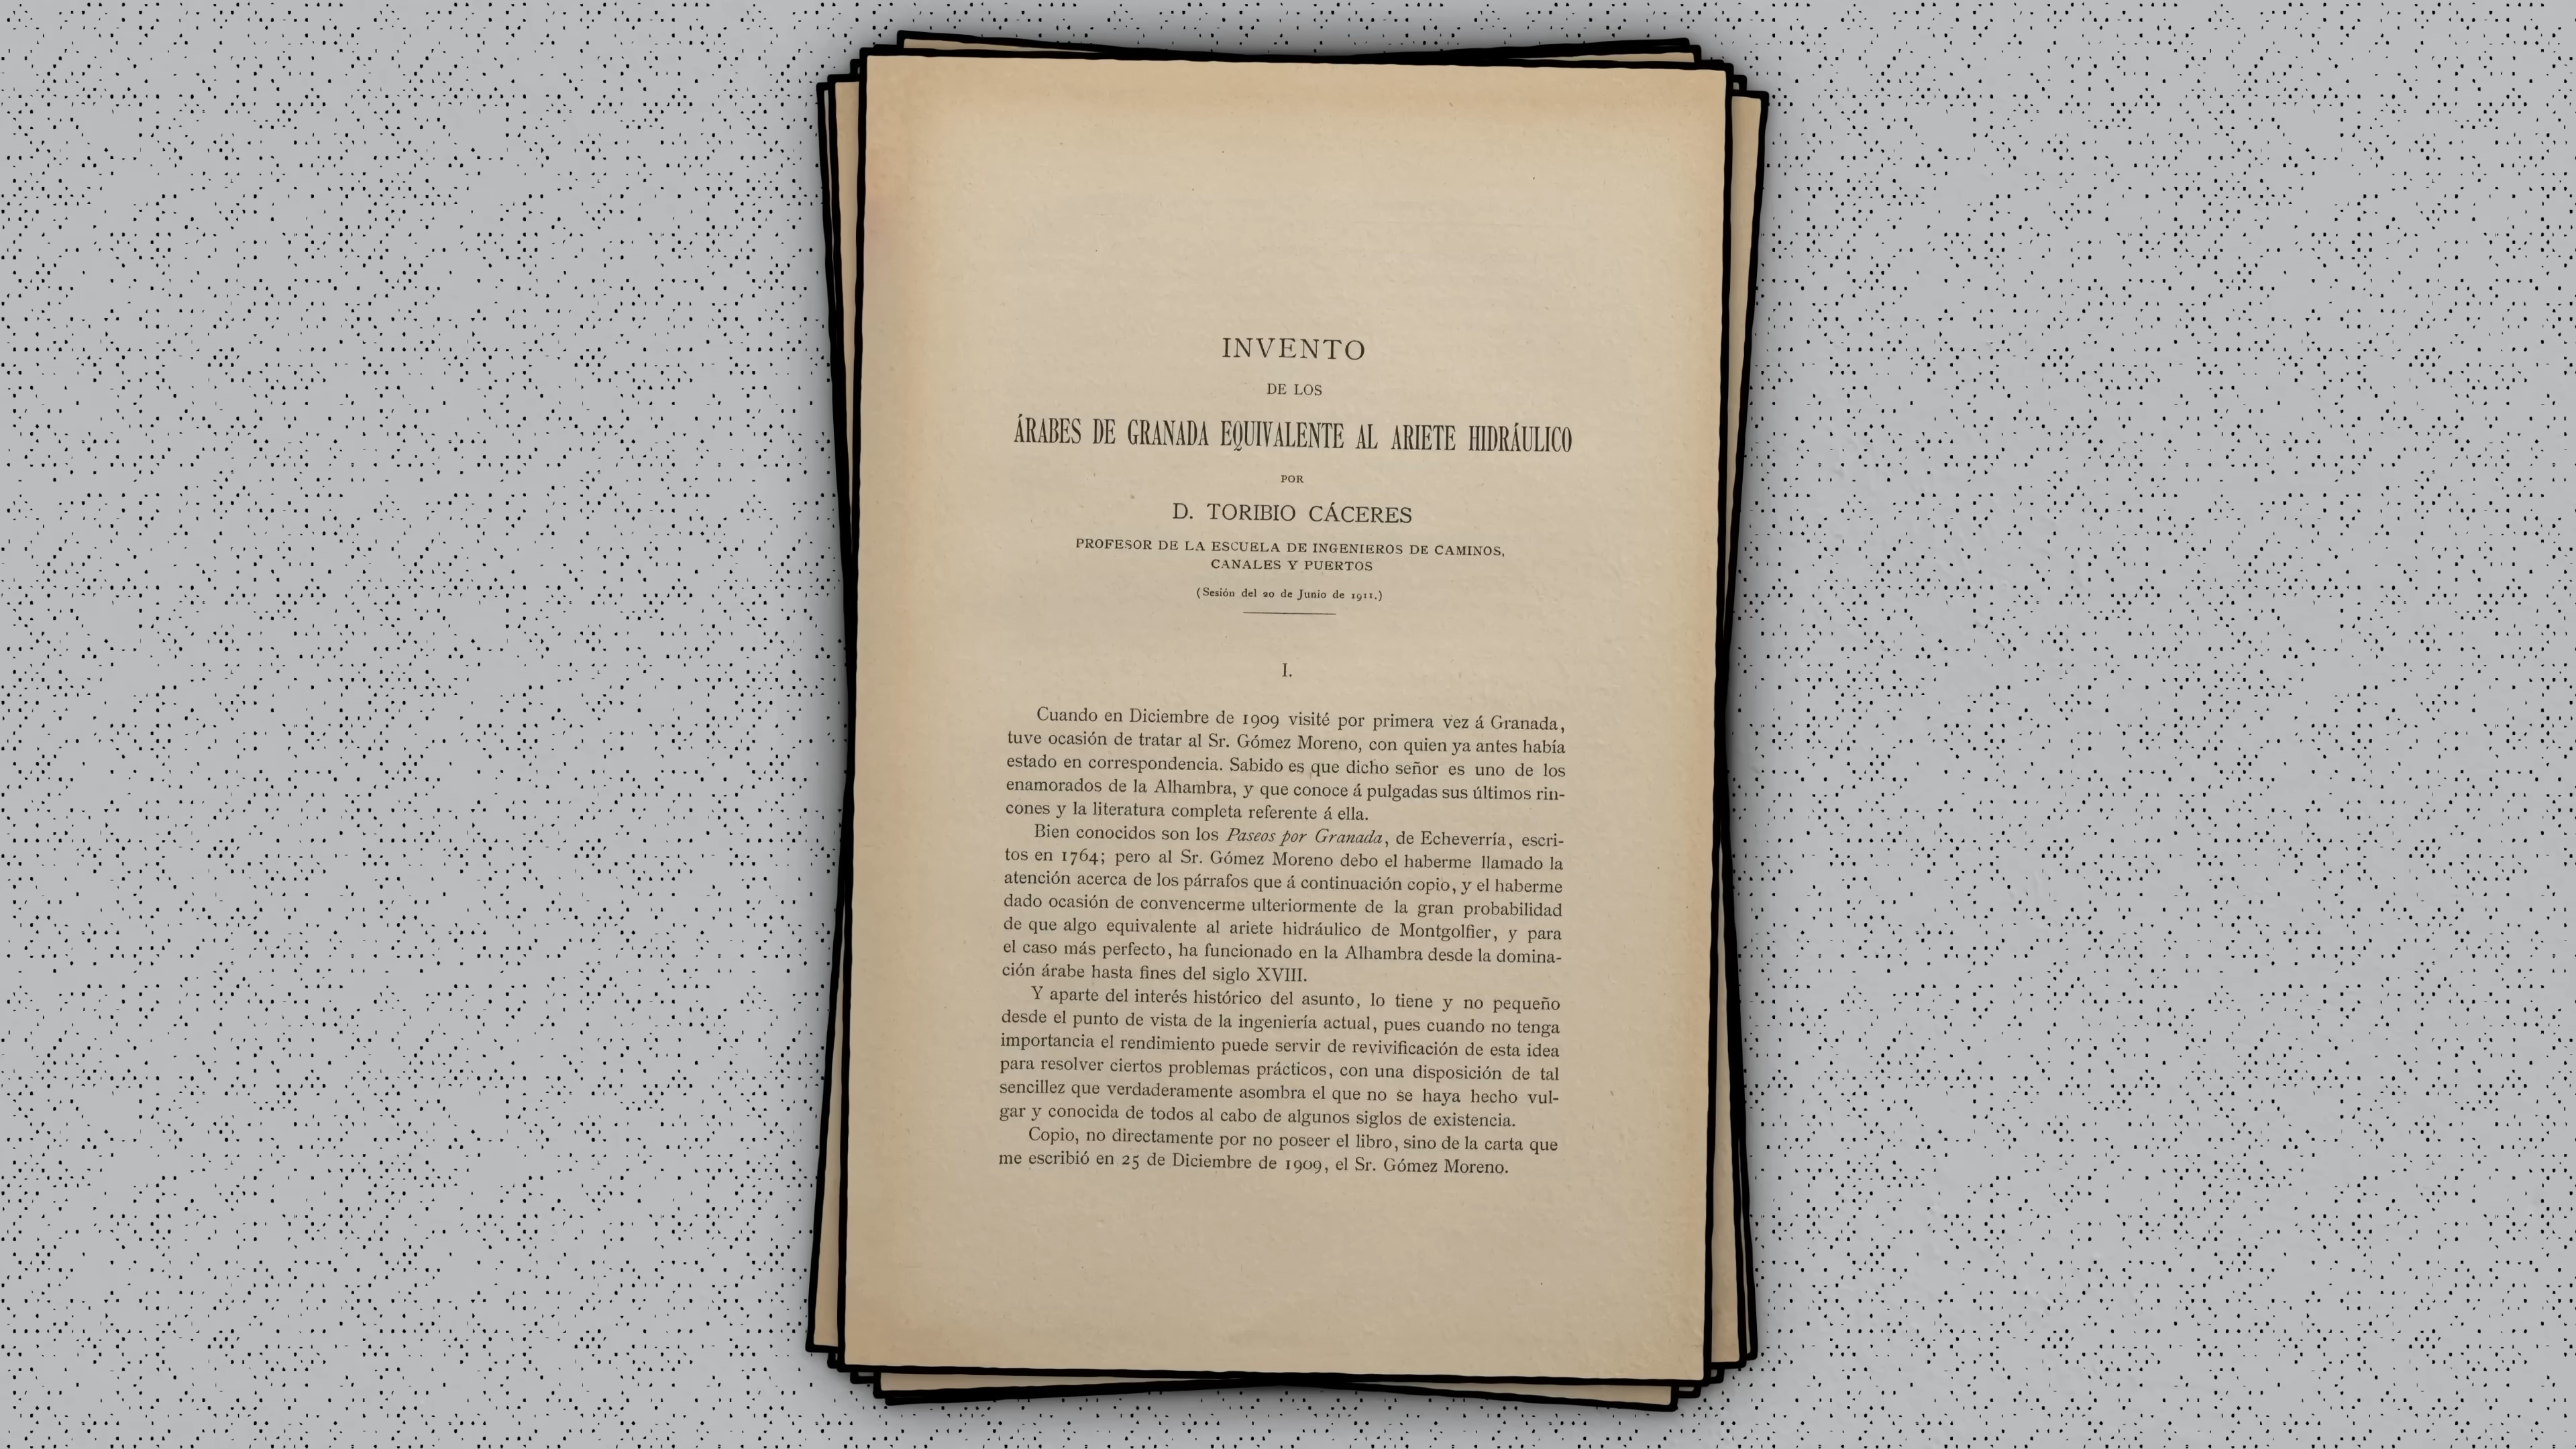 INVENTO
DE LOS
ÁRABES DE GRANADA EQUIVALENTE AL ARIETE HIDRÁULICO
POR
D. TORIBIO CÁCERES
PROFESOR DE LA ESCUELA DE INGENIEROS DE CAMINOS,
CANALES Y PUERTOS
(Sesión del 20 de Junio de 1911.)
I.
Cuando en Diciembre de 1909 visité por primera vez á Granada,
tuve ocasión de tratar al Sr. Gómez Moreno, con quien ya antes había
estado en correspondencia. Sabido es que dicho señor es uno de los
enamorados de la Alhambra, y que conoce á pulgadas sus últimos rin-
cones y la literatura completa referente á ella.
Bien conocidos son los Paseos por Granada, de Echeverría, escri-
tos en 1764; pero al Sr. Gómez Moreno debo el haberme llamado la
atención acerca de los párrafos que á continuación copio, y el haberme
dado ocasión de convencerme ulteriormente de la gran probabilidad
de que algo equivalente al ariete hidráulico de Montgolfier, y para
el caso más perfecto, ha funcionado en la Alhambra desde la domina-
ción árabe hasta fines del siglo XVIII.
Y aparte del interés histórico del asunto, lo tiene y no pequeño
desde el punto de vista de la ingeniería actual, pues cuando no tenga
importancia el rendimiento puede servir de revivificación de esta idea
para resolver ciertos problemas prácticos, con una disposición de tal
sencillez que verdaderamente asombra el que no se haya hecho vul-
gar y conocida de todos al cabo de algunos siglos de existencia.
Copio, no directamente por no poseer el libro, sino de la carta que
me escribió en 25 de Diciembre de 1909, el Sr. Gómez Moreno.